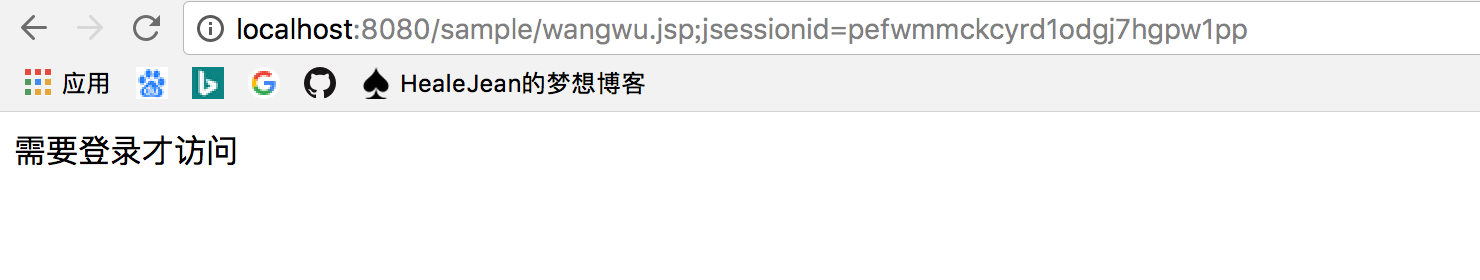 localhost:8080/sample/wangwu.jsp;jsessionid=pefwmmckcyrd1odgj7hgpw1pp
应用 HealeJean的梦想博客
需要登录才访问